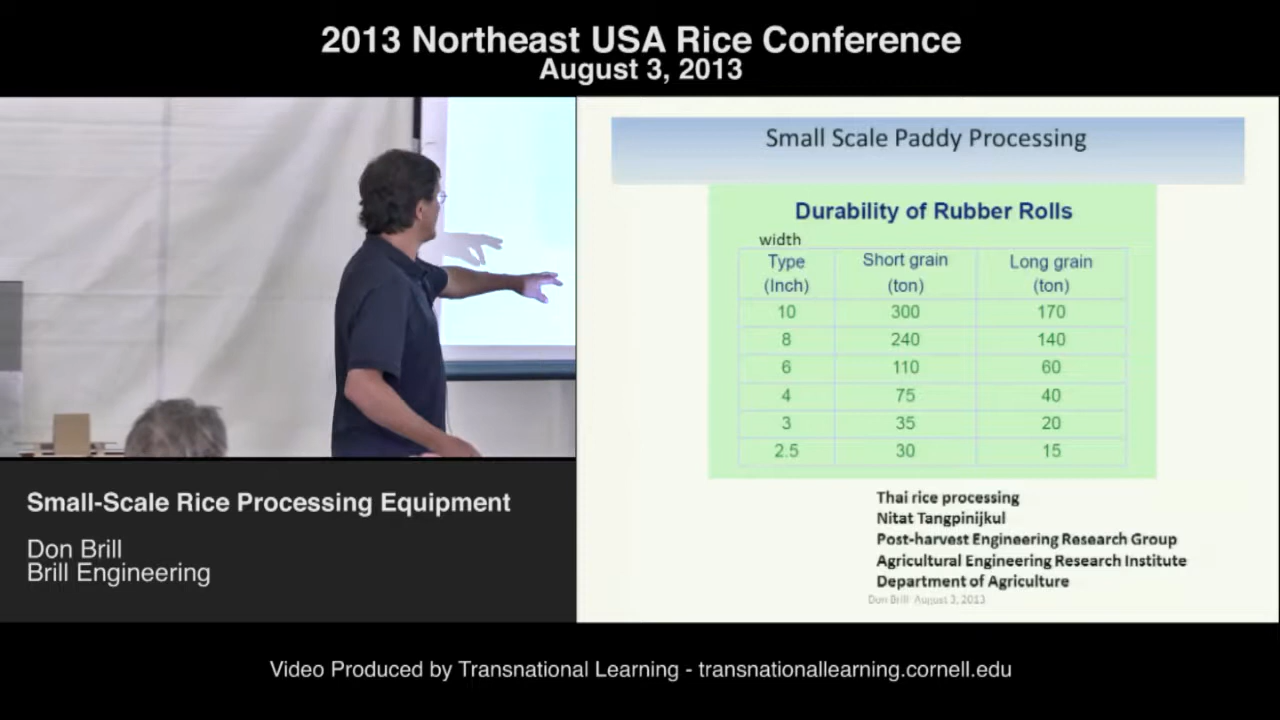 2013 Northeast USA Rice Conference
August 3, 2013
Small Scale Paddy Processing
Durability of Rubber Rolls
width
Type (Inch) Short grain (ton) Long grain (ton)
10 300 170
8 240 140
6 110 60
4 75 40
3 35 20
2.5 30 15
Thai rice processing
Nitat Tangpinijkul
Post-harvest Engineering Research Group
Agricultural Engineering Research Institute
Department of Agriculture
Don Brill August 3, 2013
Small-Scale Rice Processing Equipment
Don Brill
Brill Engineering
Video Produced by Transnational Learning - transnationallearning.cornell.edu